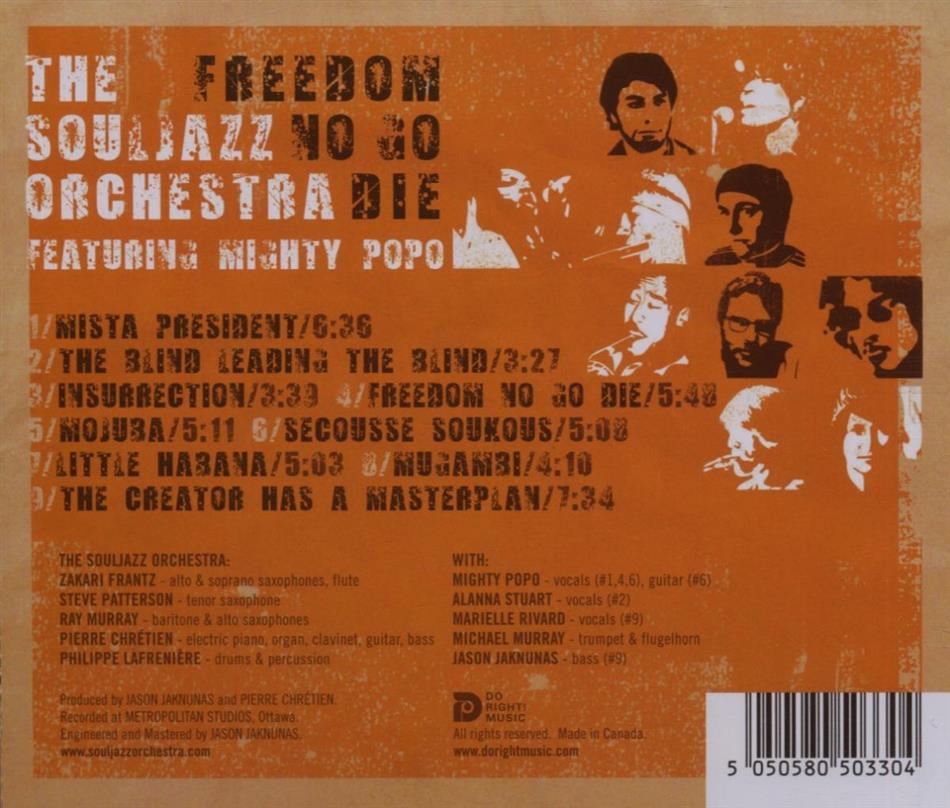 THE FREEDOM
SOULJAZZ NO GO
ORCHESTRA DIE
FEATURING MIGHTY POPO
1/MISTA PRESIDENT/6:36
2/THE BLIND LEADING THE BLIND/3:27
3/INSURRECTION/3:39 4/FREEDOM NO GO DIE/5:48
5/MOJUBA/5:11 6/SECOUSSE SOUKOUS/5:08
7/LITTLE HABANA/5:03 8/MUGAMBI/4:10
9/THE CREATOR HAS A MASTERPLAN/7:34
THE SOULJAZZ ORCHESTRA:
ZAKARI FRANTZ - alto & soprano saxophones, flute
STEVE PATTERSON - tenor saxophone
RAY MURRAY - baritone & alto saxophones
PIERRE CHRÉTIEN - electric piano, organ, clavinet, guitar, bass
PHILIPPE LAFRENIÈRE - drums & percussion
WITH:
MIGHTY POPO - vocals (#1,4,6), guitar (#6)
ALANNA STUART - vocals (#2)
MARIELLE RIVARD - vocals (#9)
MICHAEL MURRAY - trumpet & flugelhorn
JASON JAKNUNAS - bass (#9)
Produced by JASON JAKNUNAS and PIERRE CHRÉTIEN.
Recorded at METROPOLITAN STUDIOS, Ottawa.
Engineered and Mastered by JASON JAKNUNAS.
www.souljazzorchestra.com
DO
RIGHT!
MUSIC
All rights reserved. Made in Canada.
www.dorightmusic.com
5 050580 503304